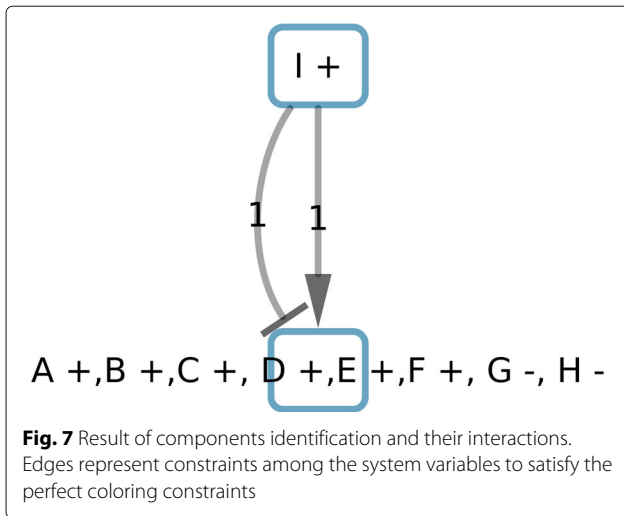 I +
1 1
A +,B +,C +, D +,E +,F +, G -, H -
Fig. 7 Result of components identification and their interactions.
Edges represent constraints among the system variables to satisfy the
perfect coloring constraints